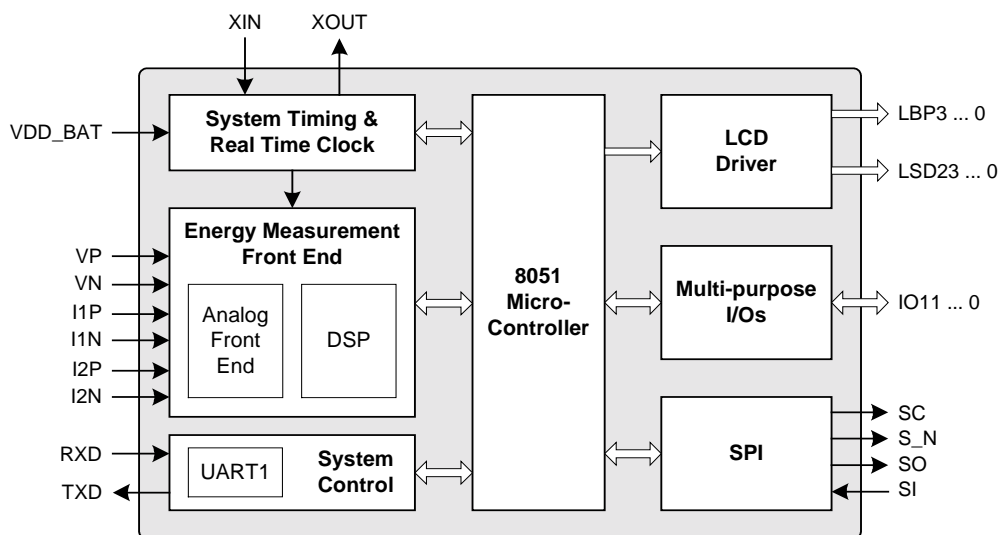 XIN
XOUT
VDD_BAT
System Timing &
Real Time Clock
Energy Measurement
Front End
VP
VN
I1P
I1N
I2P
I2N
Analog
Front
End
DSP
RXD
TXD
UART1
System
Control
8051
Micro-
Controller
LCD
Driver
LBP3 ... 0
LSD23 ... 0
Multi-purpose
I/Os
IO11 ... 0
SPI
SC
S_N
SO
SI